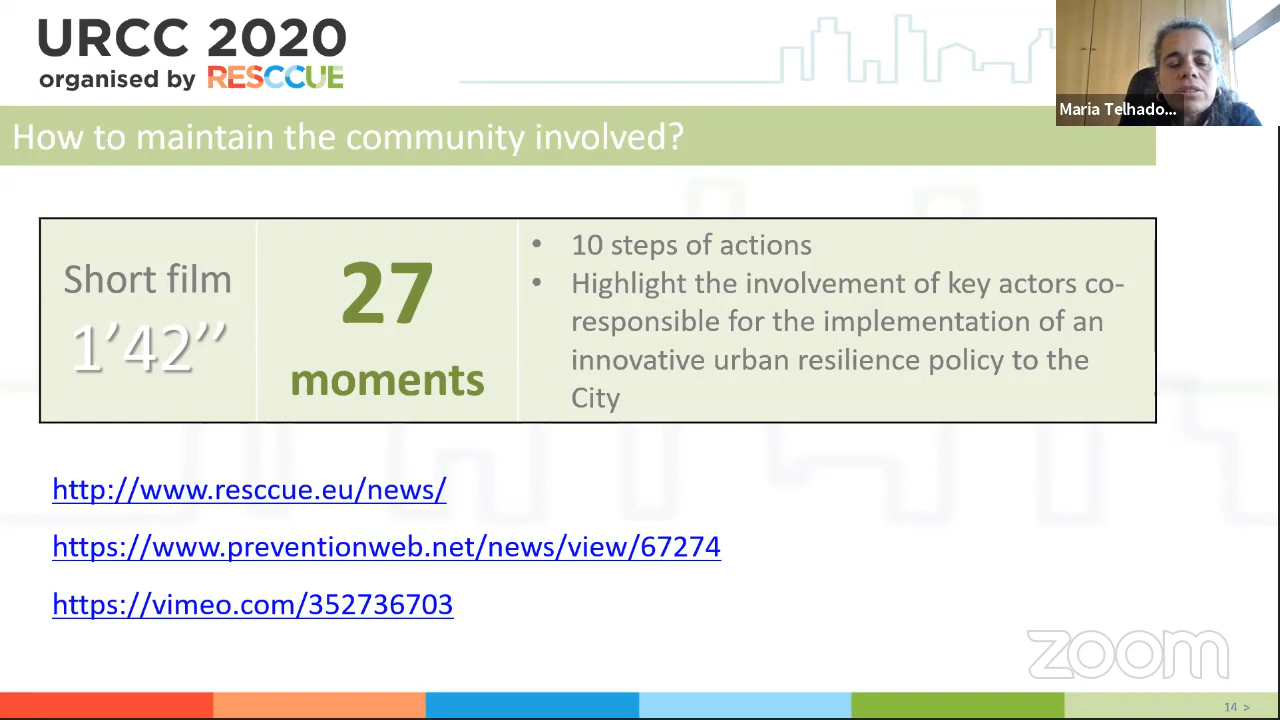 URCC 2020
organised by RESCCUE
Maria Telhado...
How to maintain the community involved?
Short film
1’42’’
27
moments
• 10 steps of actions
• Highlight the involvement of key actors co-
responsible for the implementation of an
innovative urban resilience policy to the
City
http://www.resccue.eu/news/
https://www.preventionweb.net/news/view/67274
https://vimeo.com/352736703
zoom
14 >